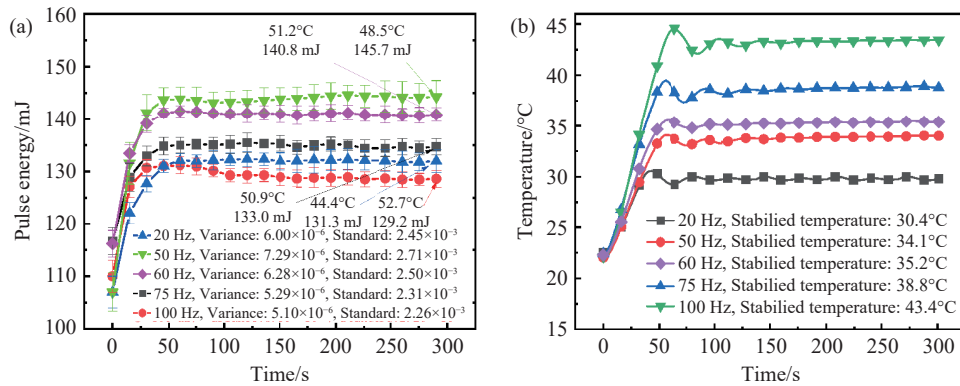 (a)
160
150
140
130
120
110
100
Pulse energy/mJ
51.2°C
140.8 mJ
48.5°C
145.7 mJ
50.9°C
133.0 mJ
44.4°C
131.3 mJ
52.7°C
129.2 mJ
20 Hz, Variance: 6.00×10⁻⁶, Standard: 2.45×10⁻³
50 Hz, Variance: 7.29×10⁻⁶, Standard: 2.71×10⁻³
60 Hz, Variance: 6.28×10⁻⁶, Standard: 2.50×10⁻³
75 Hz, Variance: 5.29×10⁻⁶, Standard: 2.31×10⁻³
100 Hz, Variance: 5.10×10⁻⁶, Standard: 2.26×10⁻³
0 50 100 150 200 250 300
Time/s
(b)
45
40
35
30
25
20
15
Temperature/°C
20 Hz, Stabilied temperature: 30.4°C
50 Hz, Stabilied temperature: 34.1°C
60 Hz, Stabilied temperature: 35.2°C
75 Hz, Stabilied temperature: 38.8°C
100 Hz, Stabilied temperature: 43.4°C
0 50 100 150 200 250 300
Time/s